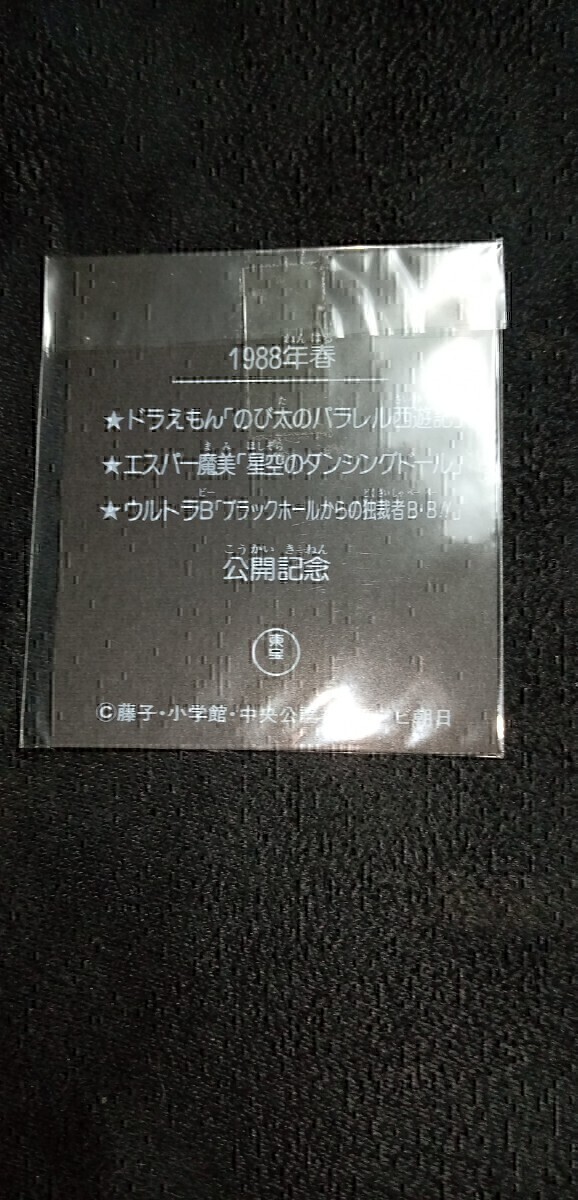 1988年春
★ドラえもん「のび太のパラレル西遊記」
★エスパー魔美「星空のダンシングドール」
★ウルトラB「ブラックホールからの独裁者B・B!!」
公開記念
東宝
©藤子・小学館・中央公 ビ朝日